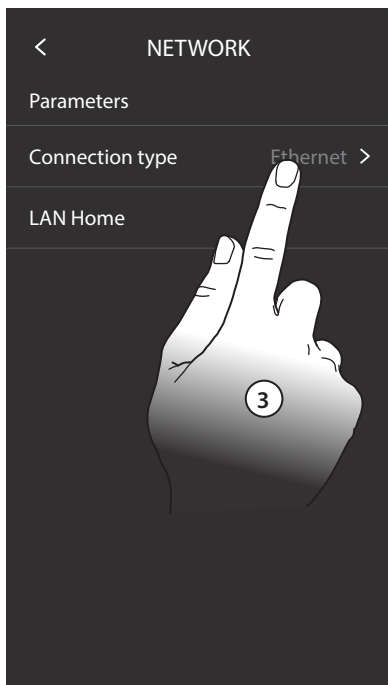 < NETWORK
Parameters
Connection type Ethernet >
LAN Home
3